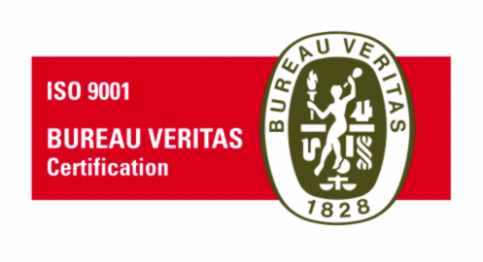 ISO 9001
BUREAU VERITAS
Certification
BUREAU VERITAS
1828